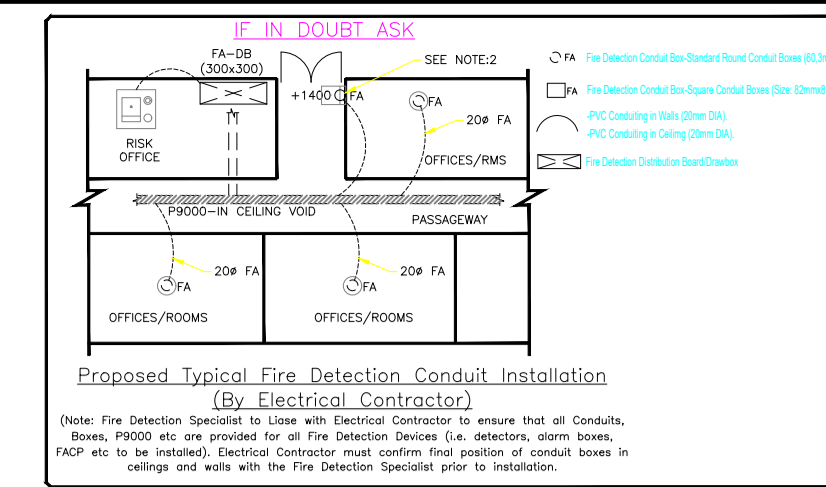 IF IN DOUBT ASK
FA-DB
(300x300)
SEE NOTE:2
+1400
FA
FA
20ø FA
RISK
OFFICE
OFFICES/RMS
P9000-IN CEILING VOID
PASSAGEWAY
20ø FA
20ø FA
FA
FA
OFFICES/ROOMS
OFFICES/ROOMS
FA Fire Detection Conduit Box-Standard Round Conduit Boxes (60,3m
FA Fire Detection Conduit Box-Square Conduit Boxes (Size: 82mmx8
-PVC Conduiting in Walls (20mm DIA).
-PVC Conduiting in Ceilimg (20mm DIA).
Fire Detection Distribution Board/Drawbox
Proposed Typical Fire Detection Conduit Installation
(By Electrical Contractor)
(Note: Fire Detection Specialist to Liase with Electrical Contractor to ensure that all Conduits,
Boxes, P9000 etc are provided for all Fire Detection Devices (i.e. detectors, alarm boxes,
FACP etc to be installed). Electrical Contractor must confirm final position of conduit boxes in
ceilings and walls with the Fire Detection Specialist prior to installation.